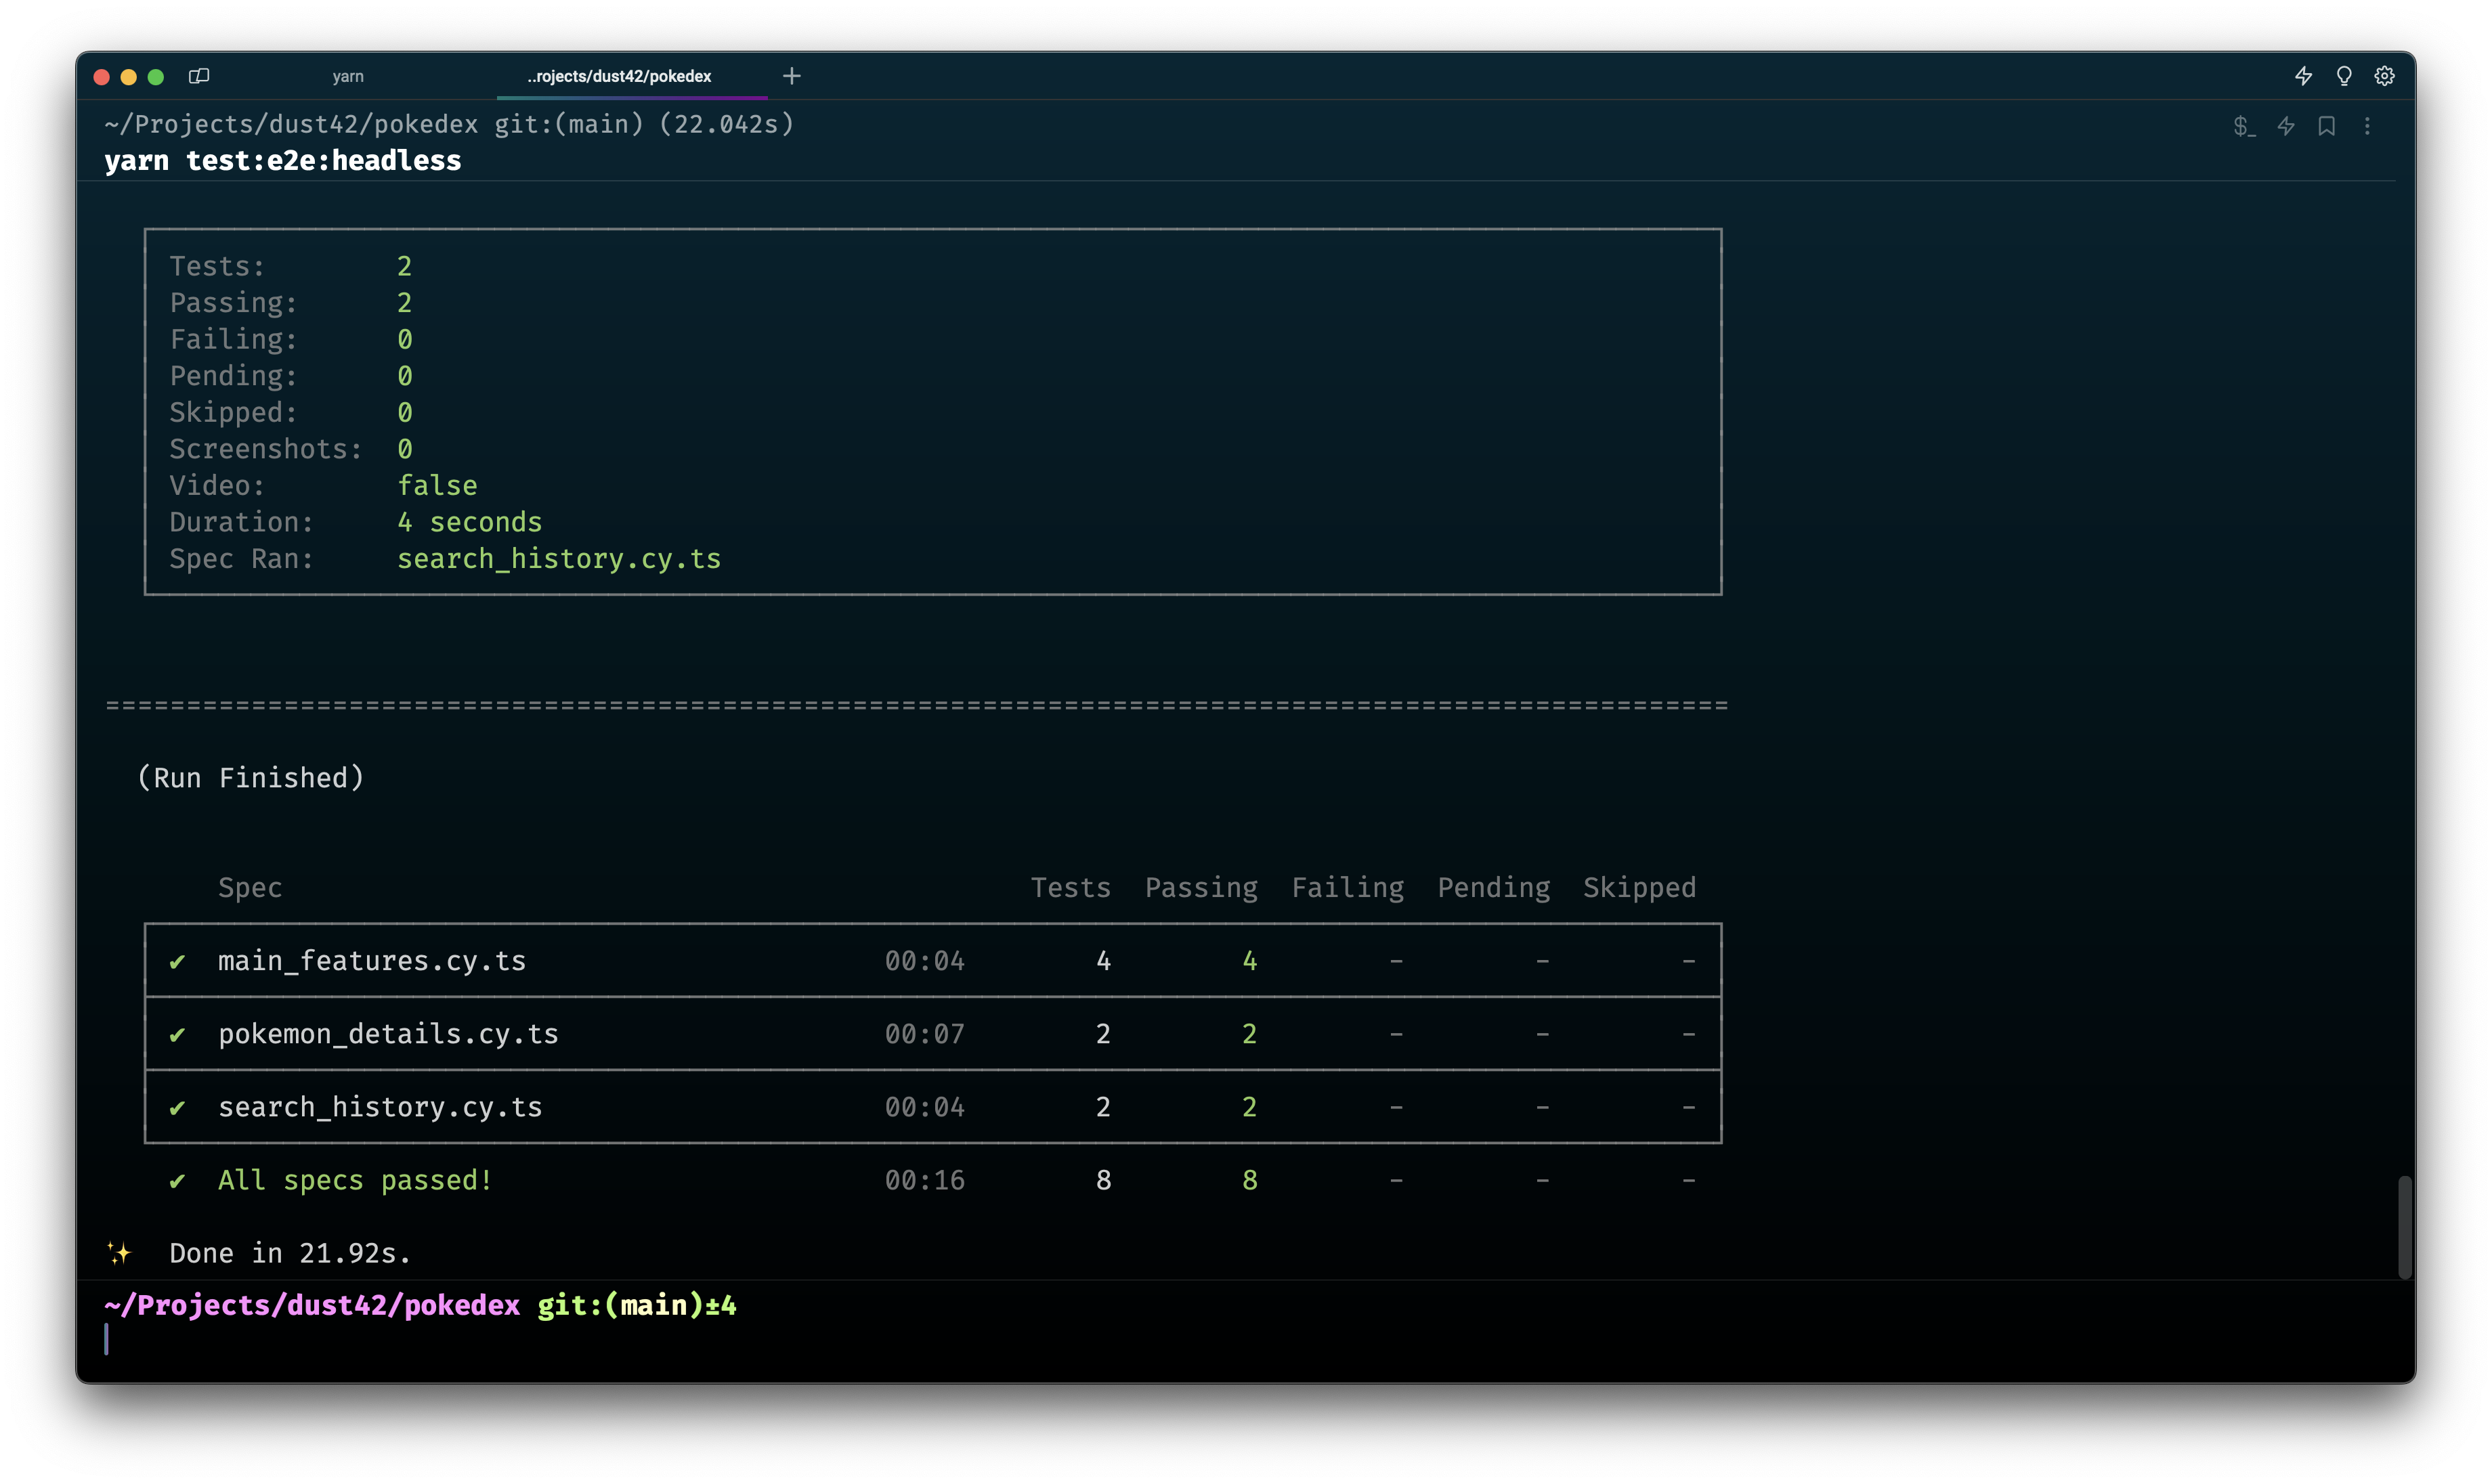 yarn
..rojects/dust42/pokedex
~/Projects/dust42/pokedex git:(main) (22.042s)
$_
yarn test:e2e:headless
Tests: 2
Passing: 2
Failing: 0
Pending: 0
Skipped: 0
Screenshots: 0
Video: false
Duration: 4 seconds
Spec Ran: search_history.cy.ts
====================================================================================================
(Run Finished)
Spec Tests Passing Failing Pending Skipped
✔ main_features.cy.ts 00:04 4 4 - - -
✔ pokemon_details.cy.ts 00:07 2 2 - - -
✔ search_history.cy.ts 00:04 2 2 - - -
✔ All specs passed! 00:16 8 8 - - -
✨ Done in 21.92s.
~/Projects/dust42/pokedex git:(main)±4